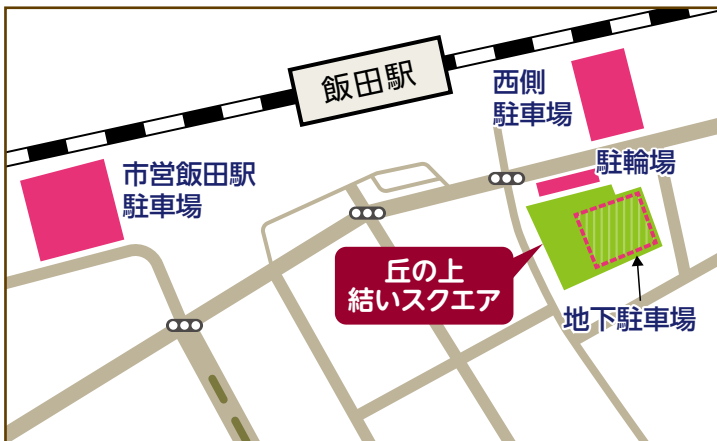 飯田駅
西側
駐車場
市営飯田駅
駐車場
駐輪場
丘の上
結いスクエア
地下駐車場